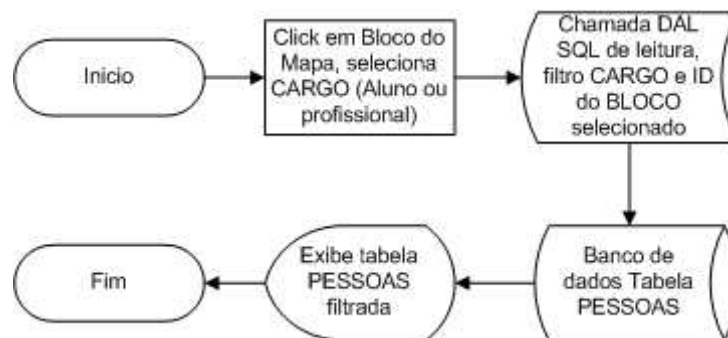 Inicio
Click em Bloco do
Mapa, seleciona
CARGO (Aluno ou
profissional)
Chamada DAL
SQL de leitura,
filtro CARGO e ID
do BLOCO
selecionado
Banco de
dados Tabela
PESSOAS
Exibe tabela
PESSOAS
filtrada
Fim